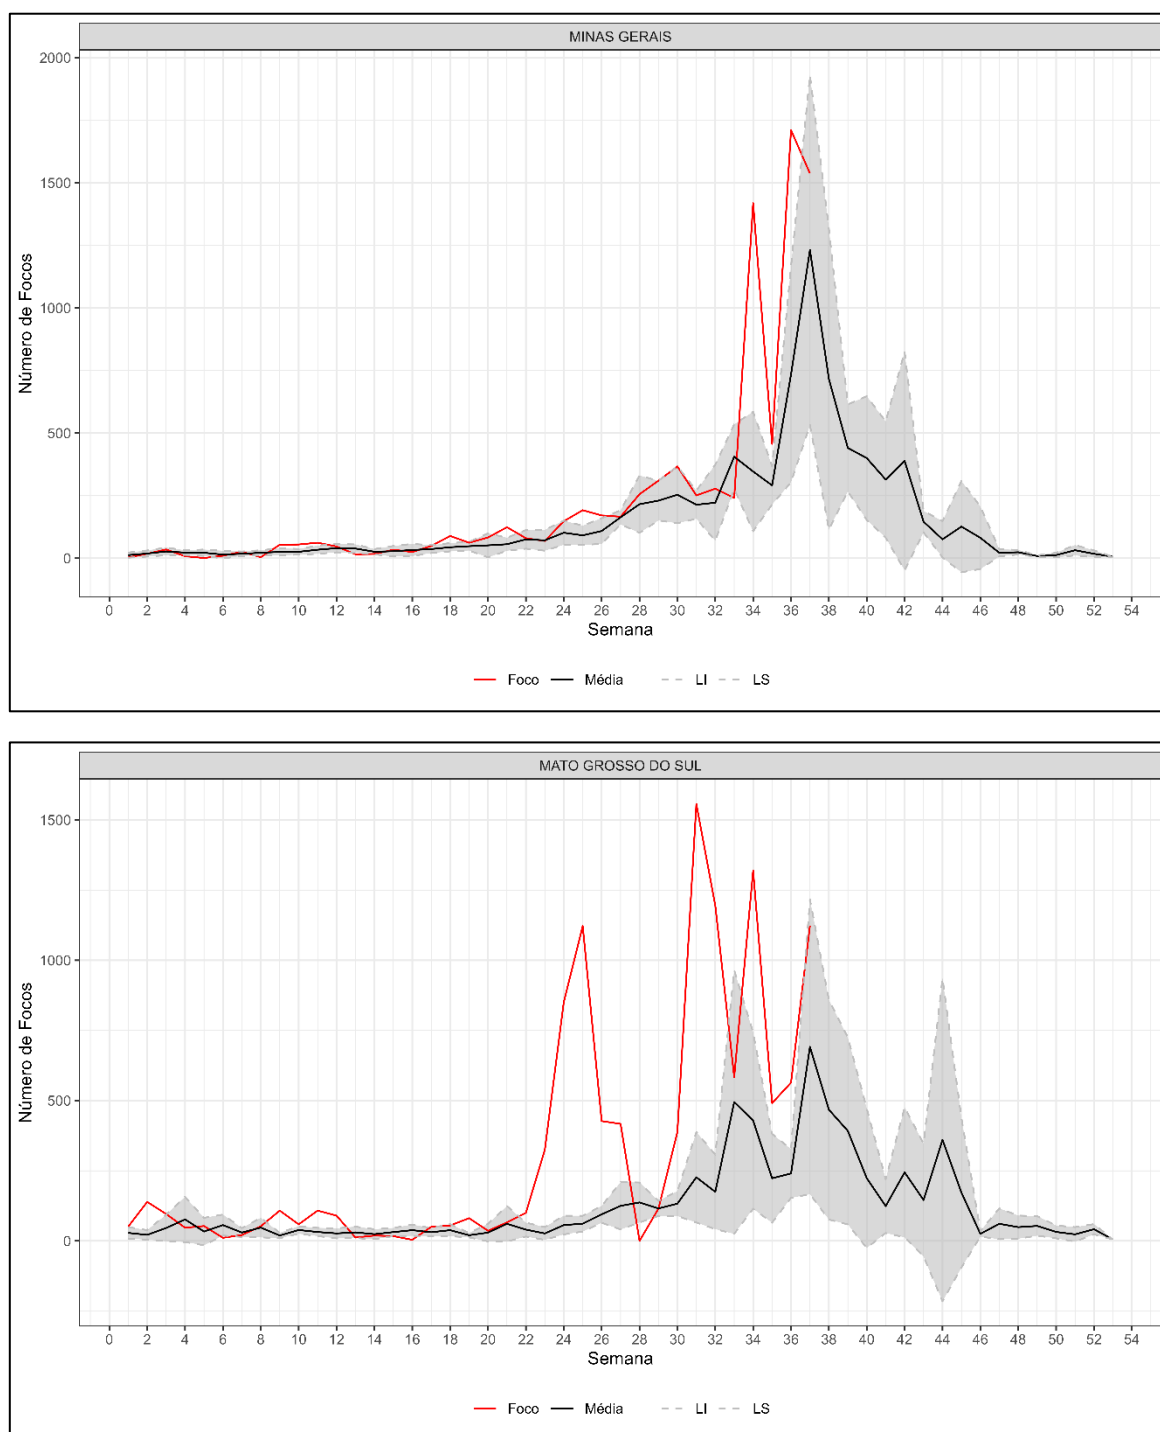 MINAS GERAIS
2000
1500
1000
500
0
Número de Focos
0 2 4 6 8 10 12 14 16 18 20 22 24 26 28 30 32 34 36 38 40 42 44 46 48 50 52 54
Semana
Foco Média LI LS
MATO GROSSO DO SUL
1500
1000
500
0
Número de Focos
0 2 4 6 8 10 12 14 16 18 20 22 24 26 28 30 32 34 36 38 40 42 44 46 48 50 52 54
Semana
Foco Média LI LS